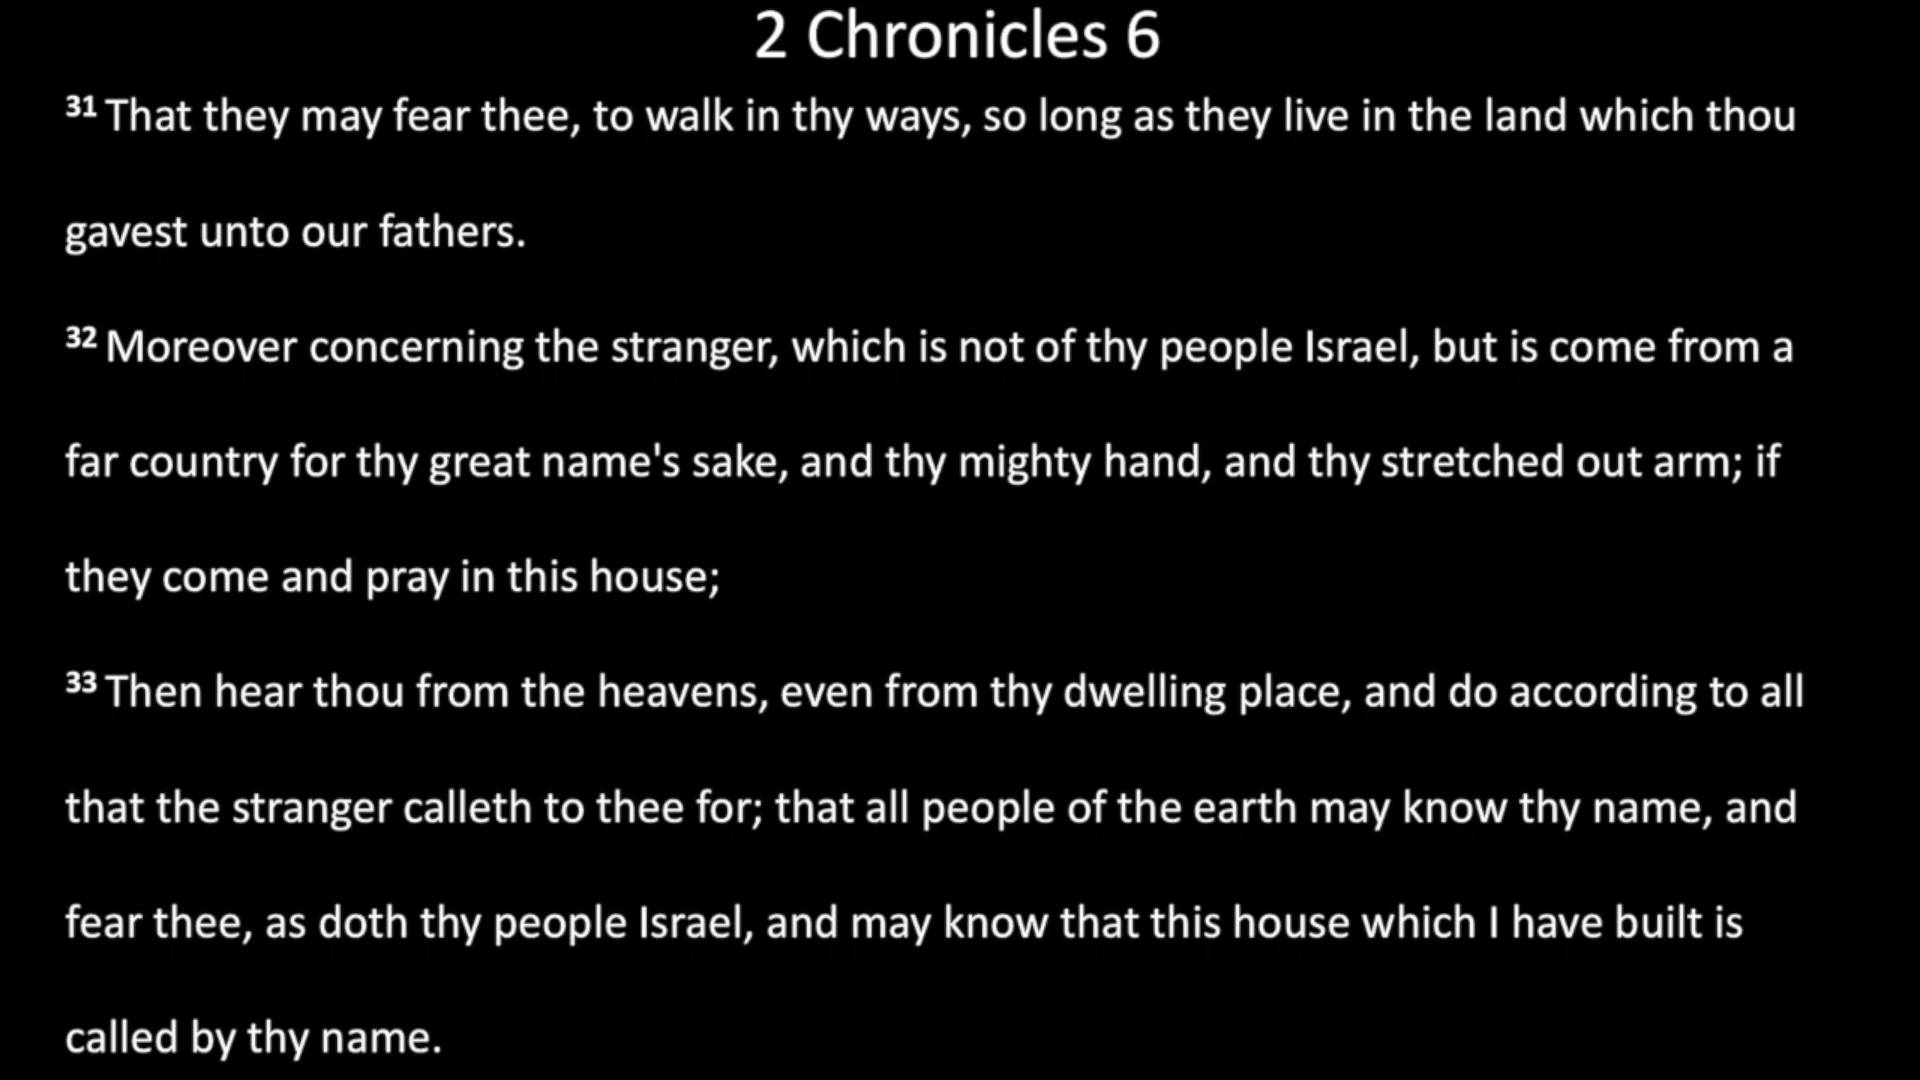 2 Chronicles 6
31 That they may fear thee, to walk in thy ways, so long as they live in the land which thou
gavest unto our fathers.
32 Moreover concerning the stranger, which is not of thy people Israel, but is come from a
far country for thy great name's sake, and thy mighty hand, and thy stretched out arm; if
they come and pray in this house;
33 Then hear thou from the heavens, even from thy dwelling place, and do according to all
that the stranger calleth to thee for; that all people of the earth may know thy name, and
fear thee, as doth thy people Israel, and may know that this house which I have built is
called by thy name.